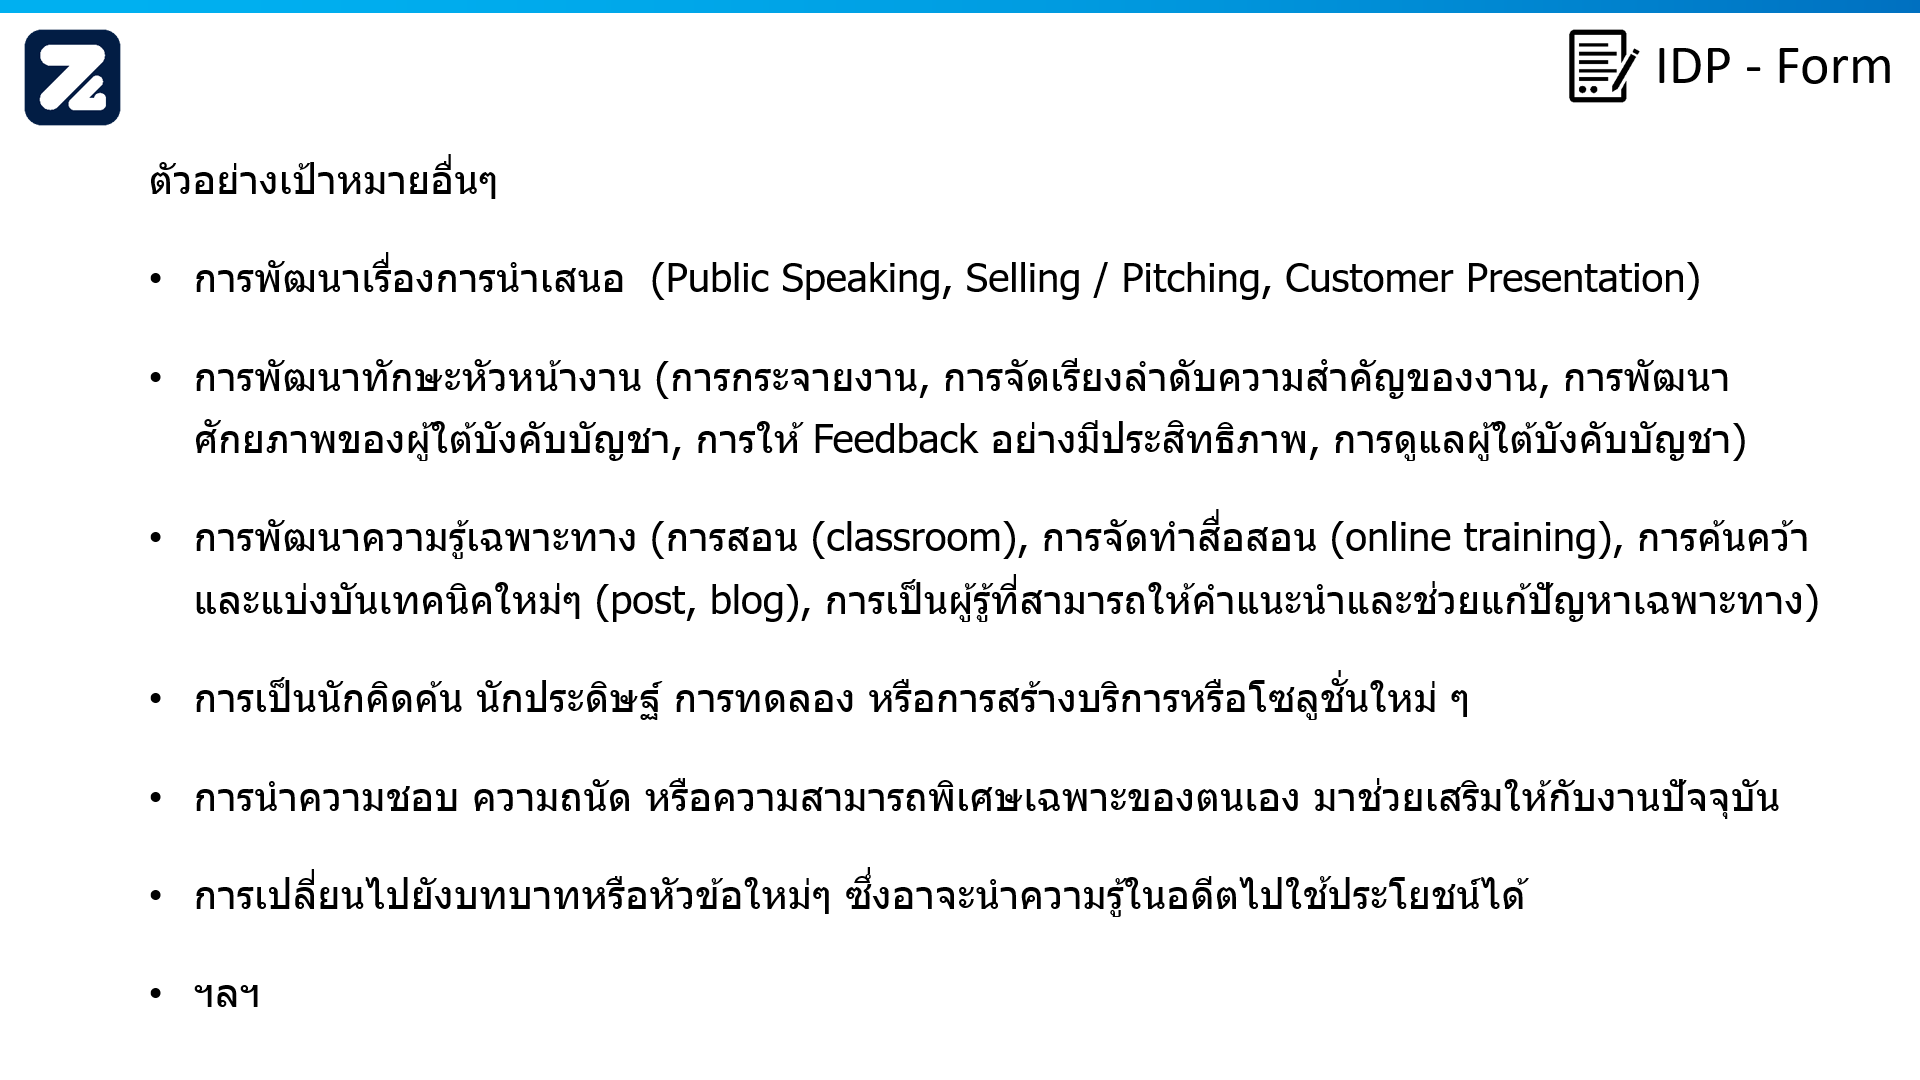 IDP - Form
ตัวอย่างเป้าหมายอื่นๆ
• การพัฒนาเรื่องการนำเสนอ (Public Speaking, Selling / Pitching, Customer Presentation)
• การพัฒนาทักษะหัวหน้างาน (การกระจายงาน, การจัดเรียงลำดับความสำคัญของงาน, การพัฒนา
ศักยภาพของผู้ใต้บังคับบัญชา, การให้ Feedback อย่างมีประสิทธิภาพ, การดูแลผู้ใต้บังคับบัญชา)
• การพัฒนาความรู้เฉพาะทาง (การสอน (classroom), การจัดทำสื่อสอน (online training), การค้นคว้า
และแบ่งบันเทคนิคใหม่ๆ (post, blog), การเป็นผู้รู้ที่สามารถให้คำแนะนำและช่วยแก้ปัญหาเฉพาะทาง)
• การเป็นนักคิดค้น นักประดิษฐ์ การทดลอง หรือการสร้างบริการหรือโซลูชั่นใหม่ ๆ
• การนำความชอบ ความถนัด หรือความสามารถพิเศษเฉพาะของตนเอง มาช่วยเสริมให้กับงานปัจจุบัน
• การเปลี่ยนไปยังบทบาทหรือหัวข้อใหม่ๆ ซึ่งอาจะนำความรู้ในอดีตไปใช้ประโยชน์ได้
• ฯลฯ